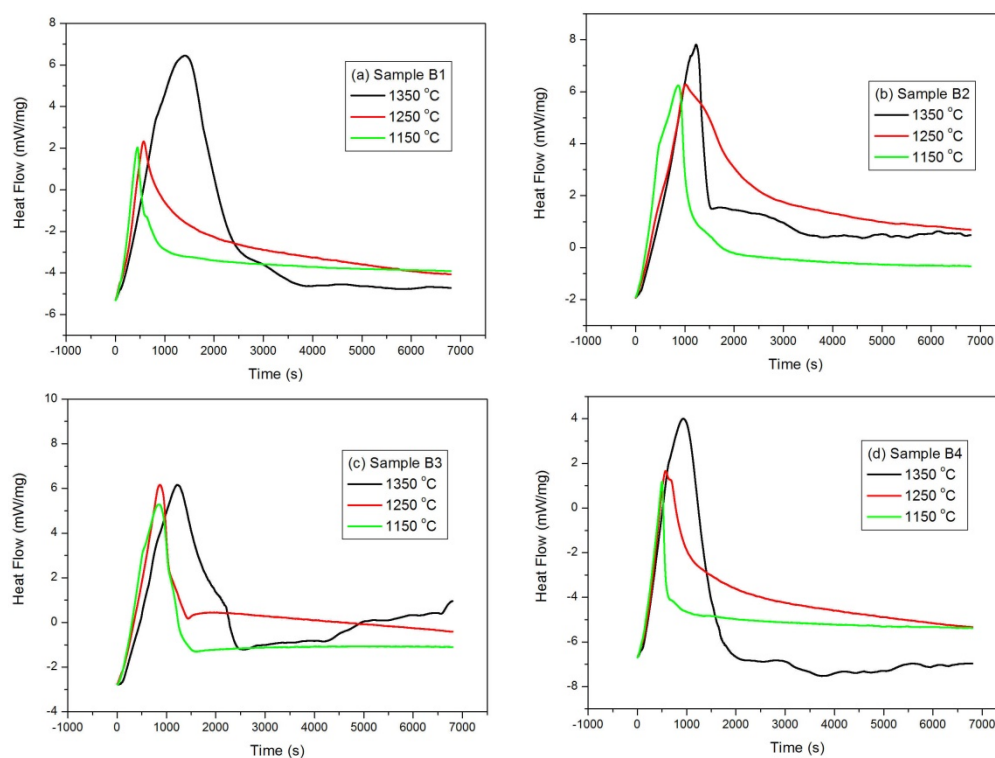 8
6
4
2
0
-2
-4
-6
Heat Flow (mW/mg)
(a) Sample B1
1350 °C
1250 °C
1150 °C
-1000 0 1000 2000 3000 4000 5000 6000 7000
Time (s)
8
6
4
2
0
-2
Heat Flow (mW/mg)
(b) Sample B2
1350 °C
1250 °C
1150 °C
-1000 0 1000 2000 3000 4000 5000 6000 7000
Time (s)
10
8
6
4
2
0
-2
-4
Heat Flow (mW/mg)
(c) Sample B3
1350 °C
1250 °C
1150 °C
-1000 0 1000 2000 3000 4000 5000 6000 7000
Time (s)
4
2
0
-2
-4
-6
-8
Heat Flow (mW/mg)
(d) Sample B4
1350 °C
1250 °C
1150 °C
-1000 0 1000 2000 3000 4000 5000 6000 7000
Time (s)